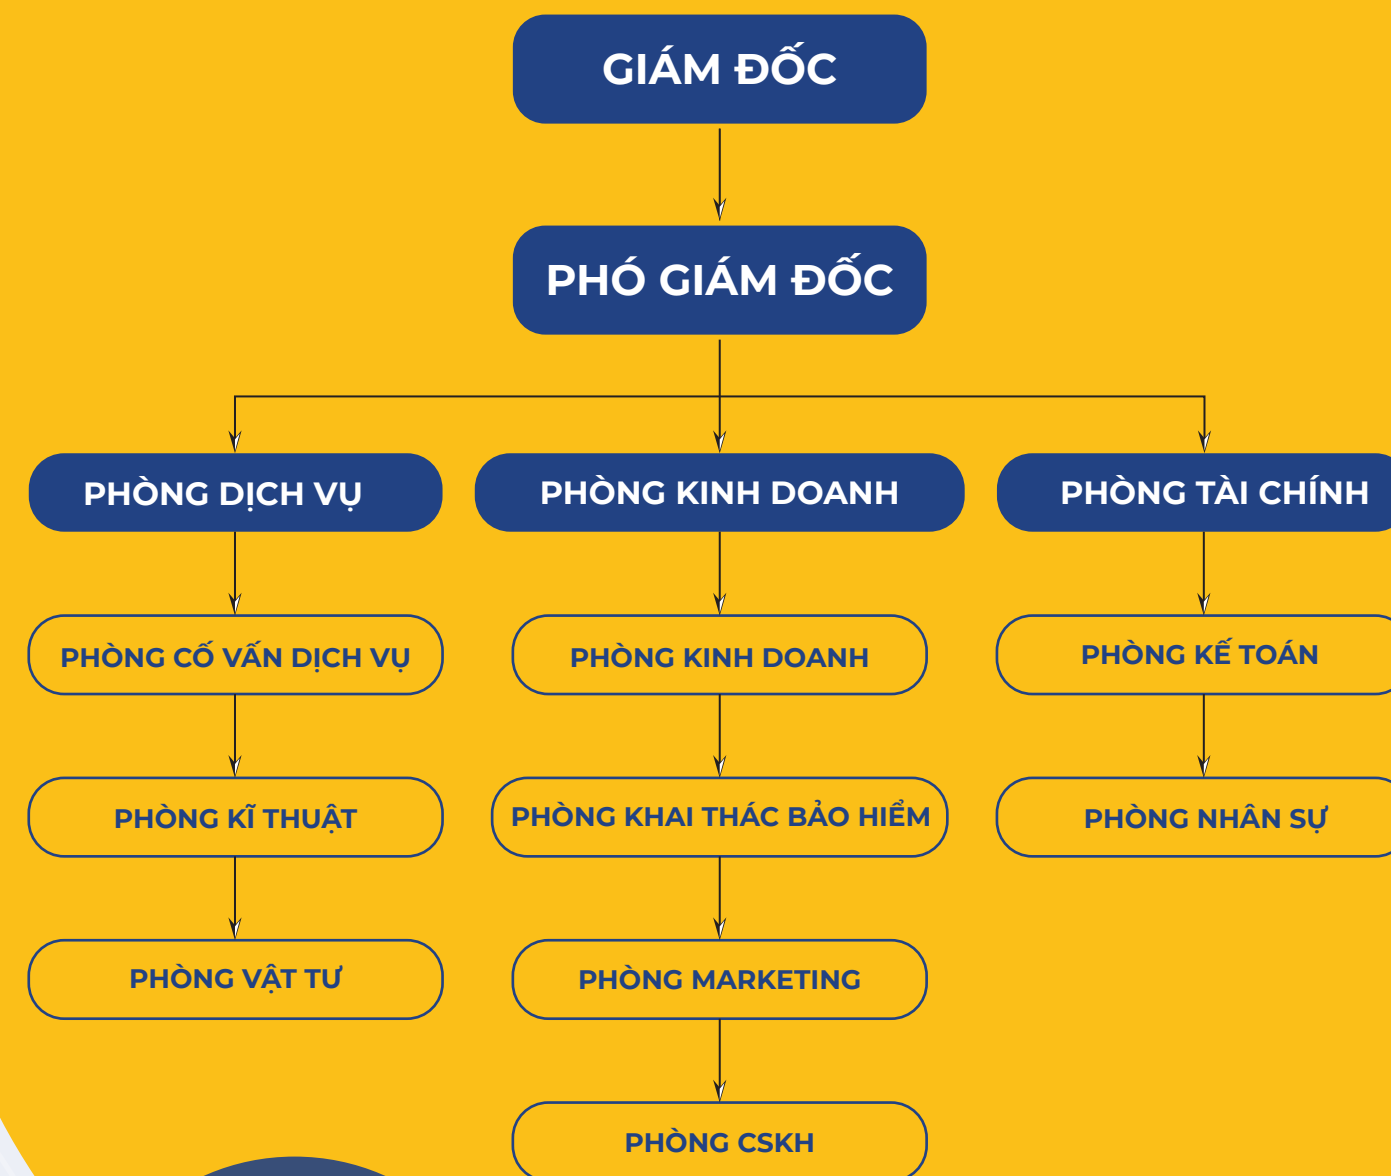 GIÁM ĐỐC
PHÓ GIÁM ĐỐC
PHÒNG DỊCH VỤ
PHÒNG KINH DOANH
PHÒNG TÀI CHÍNH
PHÒNG CỐ VẤN DỊCH VỤ
PHÒNG KINH DOANH
PHÒNG KẾ TOÁN
PHÒNG KĨ THUẬT
PHÒNG KHAI THÁC BẢO HIỂM
PHÒNG NHÂN SỰ
PHÒNG VẬT TƯ
PHÒNG MARKETING
PHÒNG CSKH